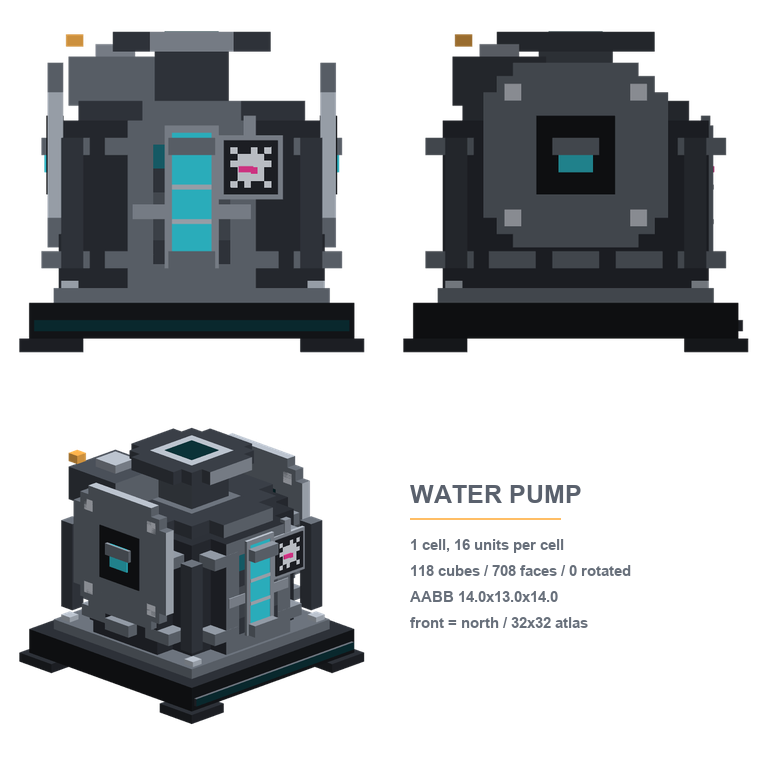 WATER PUMP
1 cell, 16 units per cell
118 cubes / 708 faces / 0 rotated
AABB 14.0x13.0x14.0
front = north / 32x32 atlas